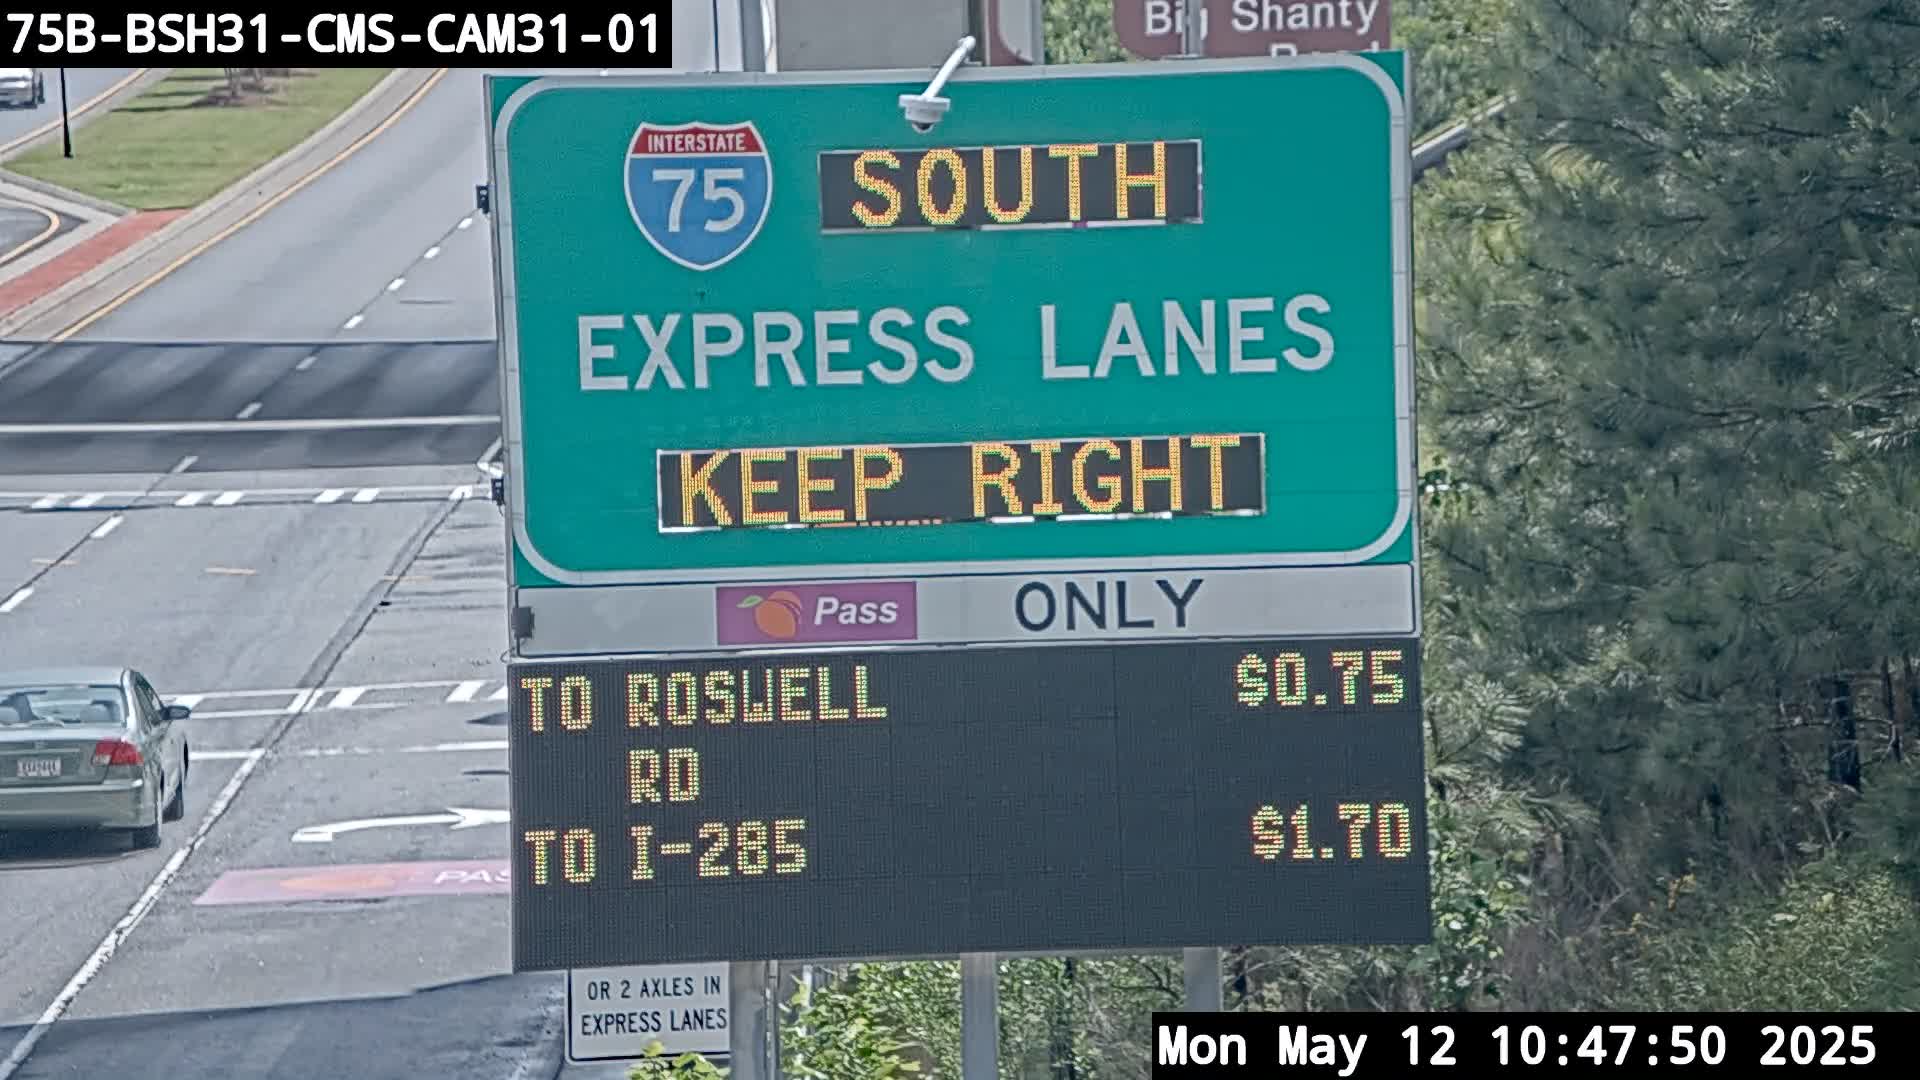 75B-BSH31-CMS-CAM31-01
Big Shanty
Road
INTERSTATE
75
SOUTH
EXPRESS LANES
KEEP RIGHT
Pass
ONLY
TO ROSWELL $0.75
RD
TO I-285 $1.70
OR 2 AXLES IN
EXPRESS LANES
Mon May 12 10:47:50 2025